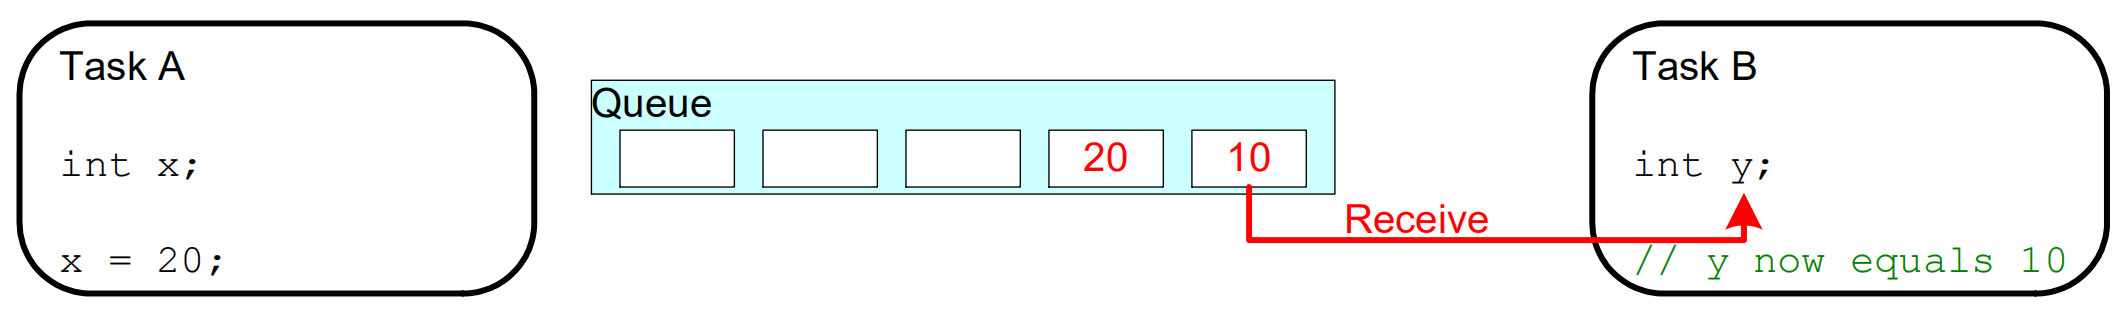 Task A
int x;
x = 20;
Queue
20
10
Receive
Task B
int y;
// y now equals 10